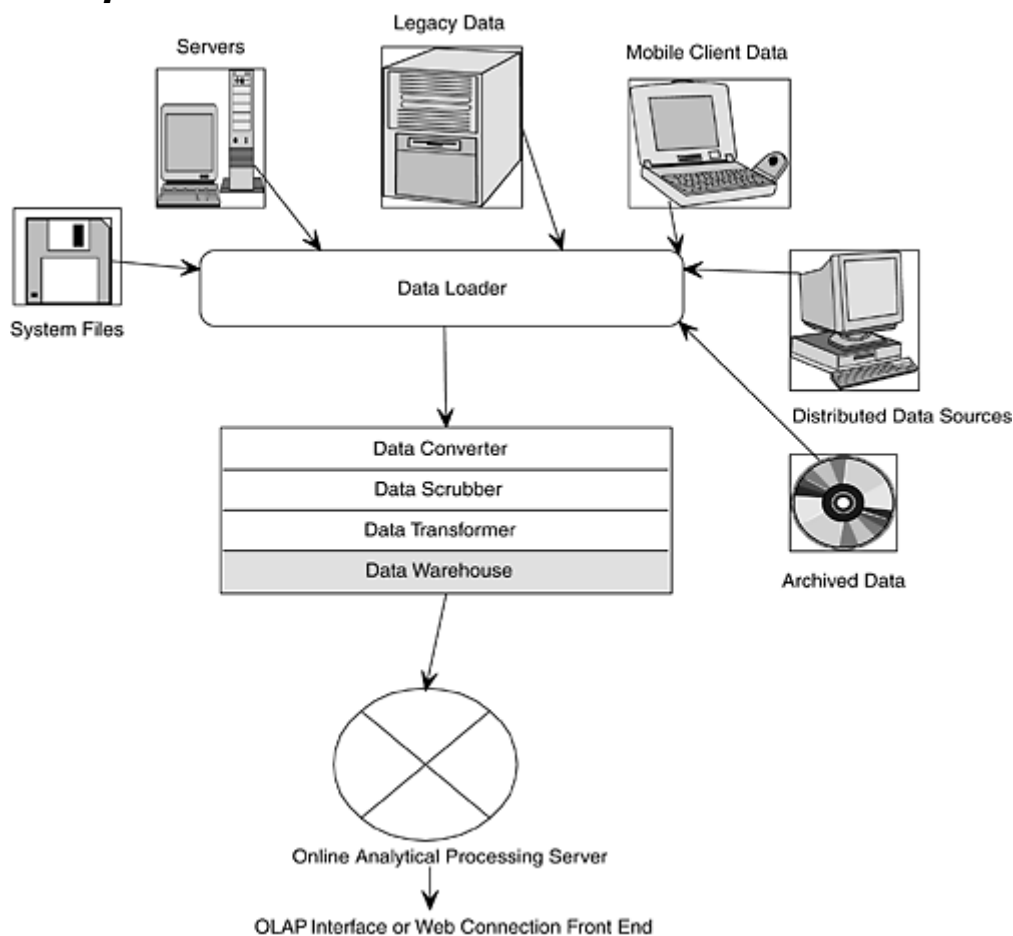 Legacy Data
Servers
Mobile Client Data
Data Loader
System Files
Distributed Data Sources
Data Converter
Data Scrubber
Data Transformer
Data Warehouse
Archived Data
Online Analytical Processing Server
OLAP Interface or Web Connection Front End